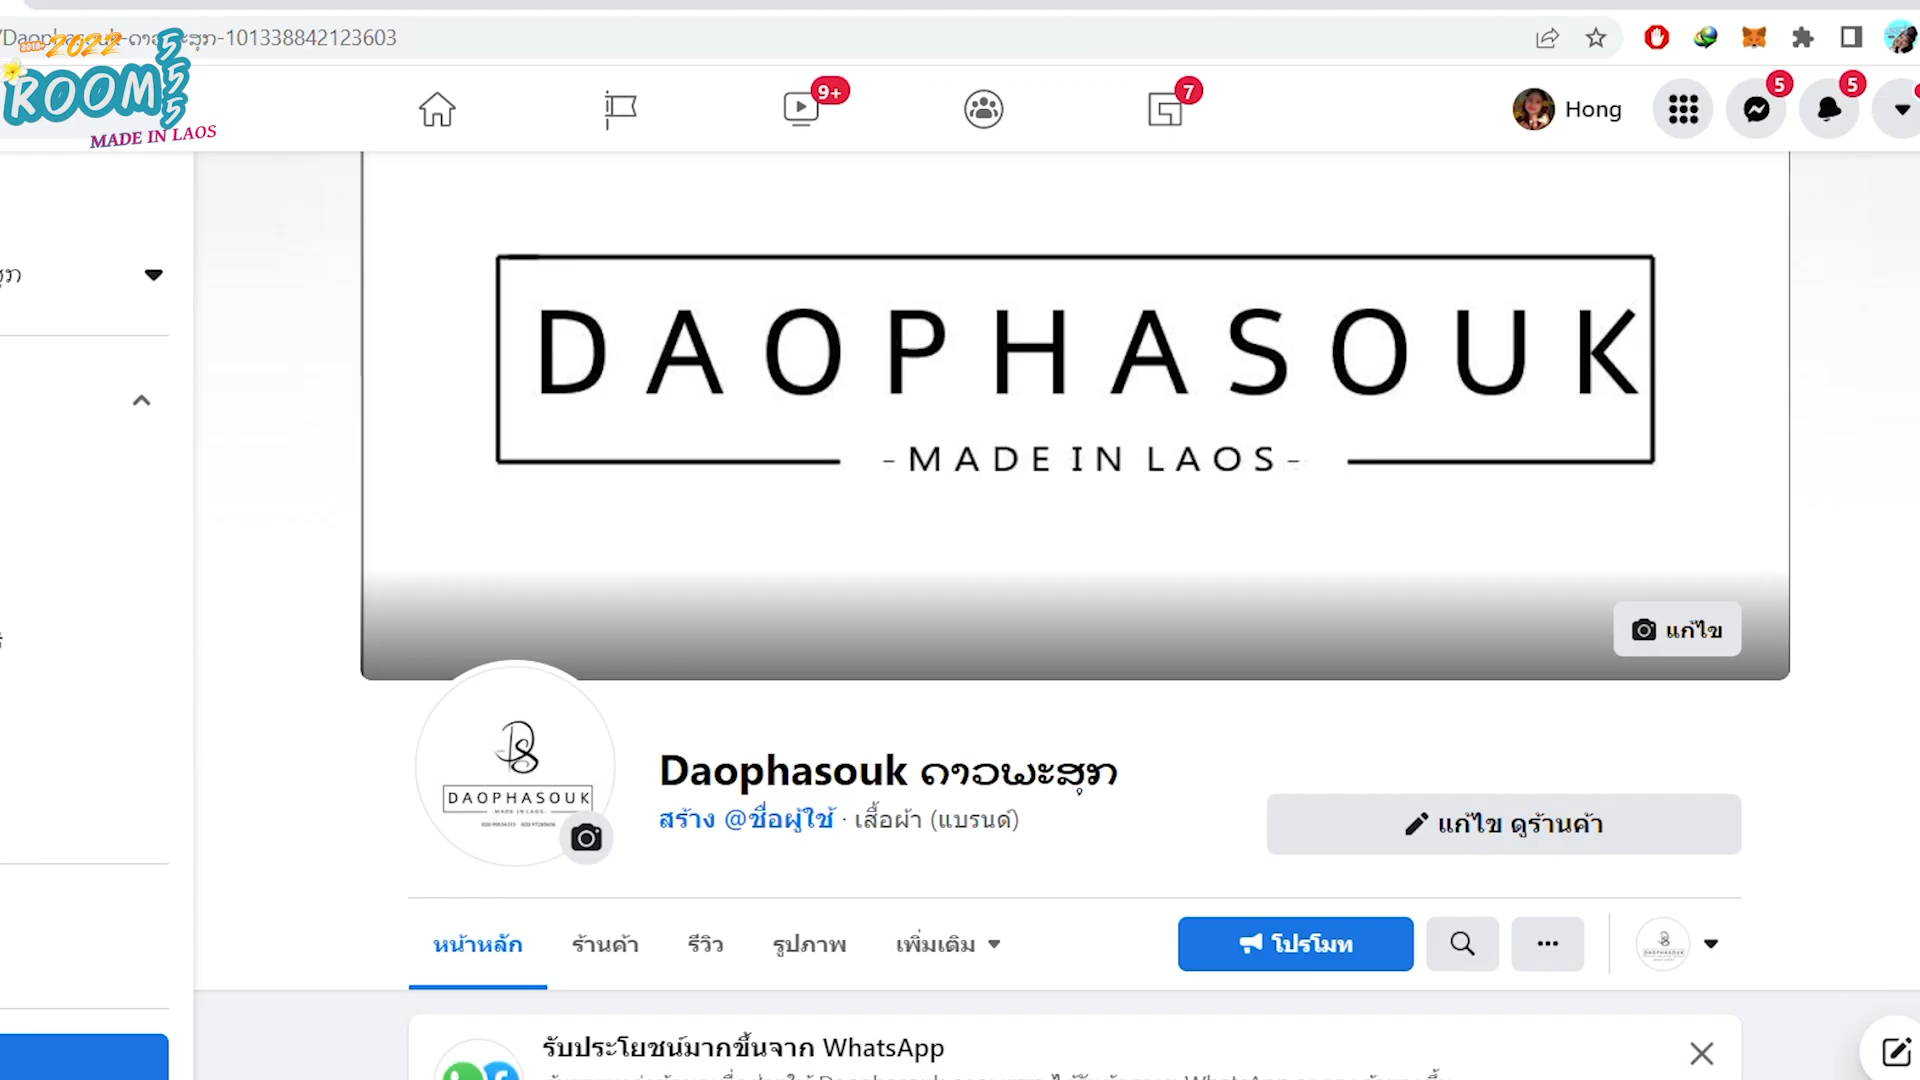 2022
ROOM
555
MADE IN LAOS
-101338842123603
9+
7
Hong
5
5
DAOPHASOUK
-MADE IN LAOS-
แก้ไข
DAOPHASOUK
Daophasouk ດາວພະສຸກ
สร้าง @ชื่อผู้ใช้ · เสื้อผ้า (แบรนด์)
แก้ไข ดูร้านค้า
หน้าหลัก ร้านค้า รีวิว รูปภาพ เพิ่มเติม
โปรโมท
รับประโยชน์มากขึ้นจาก WhatsApp